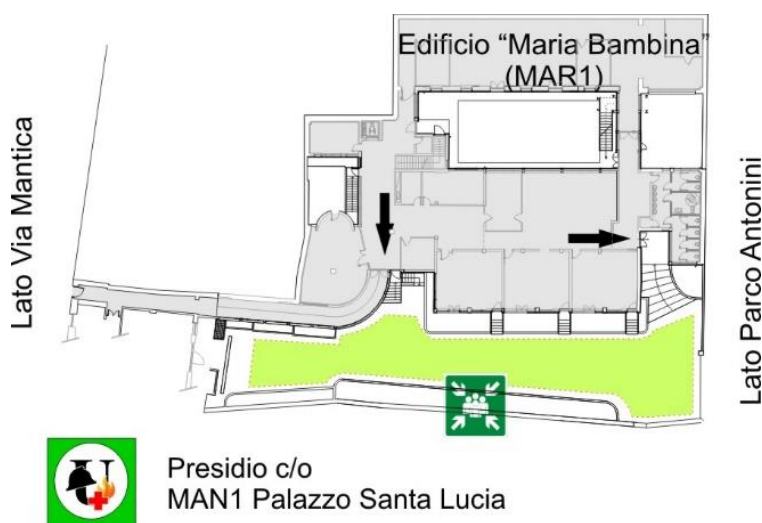 Edificio “Maria Bambina”
(MAR1)
Lato Via Mantica
Lato Parco Antonini
Presidio c/o
MAN1 Palazzo Santa Lucia